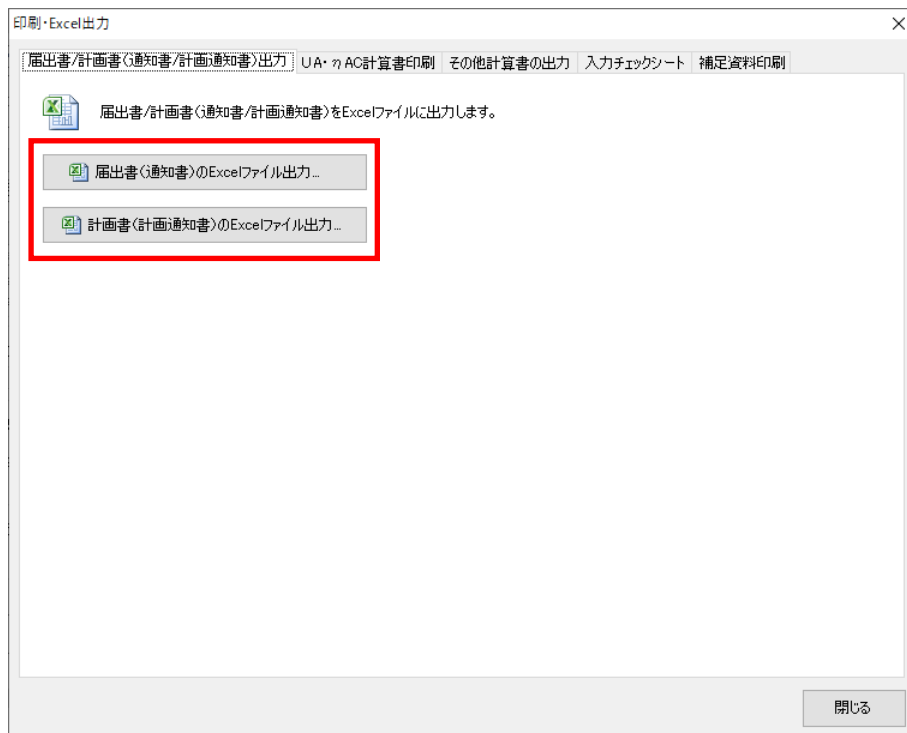 印刷・Excel出力
届出書/計画書(通知書/計画通知書)出力 UA・ηAC計算書印刷 その他計算書の出力 入力チェックシート 補足資料印刷
届出書/計画書(通知書/計画通知書)をExcelファイルに出力します。
届出書(通知書)のExcelファイル出力...
計画書(計画通知書)のExcelファイル出力...
閉じる